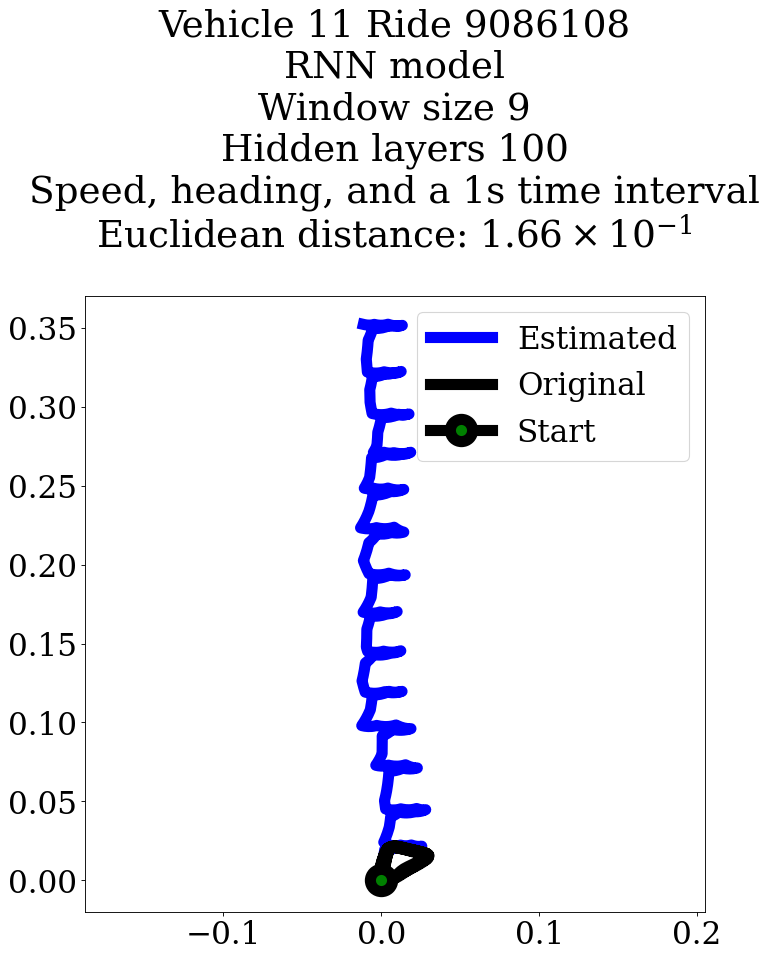 Vehicle 11 Ride 9086108
RNN model
Window size 9
Hidden layers 100
Speed, heading, and a 1s time interval
Euclidean distance: 1.66 × 10⁻¹
Estimated
Original
Start
0.35
0.30
0.25
0.20
0.15
0.10
0.05
0.00
−0.1
0.0
0.1
0.2